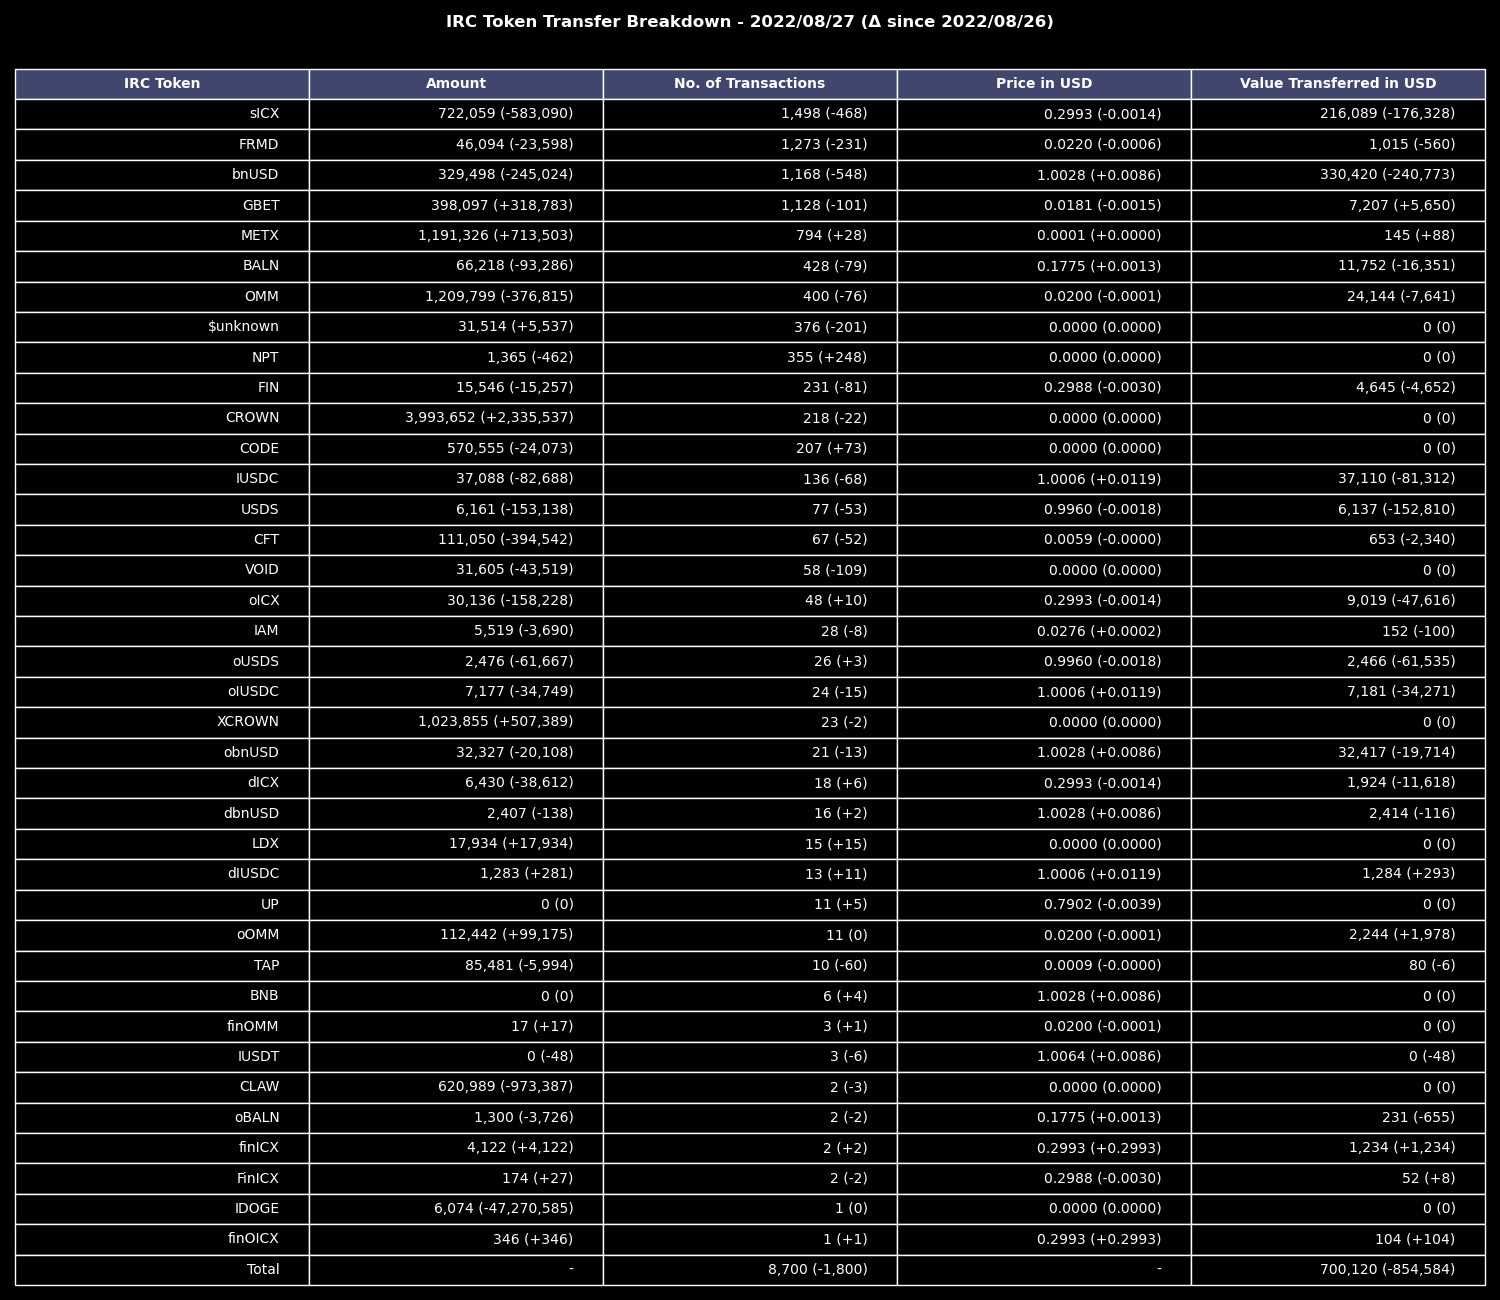 IRC Token Transfer Breakdown - 2022/08/27 (Δ since 2022/08/26)
IRC Token Amount No. of Transactions Price in USD Value Transferred in USD
sICX 722,059 (-583,090) 1,498 (-468) 0.2993 (-0.0014) 216,089 (-176,328)
FRMD 46,094 (-23,598) 1,273 (-231) 0.0220 (-0.0006) 1,015 (-560)
bnUSD 329,498 (-245,024) 1,168 (-548) 1.0028 (+0.0086) 330,420 (-240,773)
GBET 398,097 (+318,783) 1,128 (-101) 0.0181 (-0.0015) 7,207 (+5,650)
METX 1,191,326 (+713,503) 794 (+28) 0.0001 (+0.0000) 145 (+88)
BALN 66,218 (-93,286) 428 (-79) 0.1775 (+0.0013) 11,752 (-16,351)
OMM 1,209,799 (-376,815) 400 (-76) 0.0200 (-0.0001) 24,144 (-7,641)
$unknown 31,514 (+5,537) 376 (-201) 0.0000 (0.0000) 0 (0)
NPT 1,365 (-462) 355 (+248) 0.0000 (0.0000) 0 (0)
FIN 15,546 (-15,257) 231 (-81) 0.2988 (-0.0030) 4,645 (-4,652)
CROWN 3,993,652 (+2,335,537) 218 (-22) 0.0000 (0.0000) 0 (0)
CODE 570,555 (-24,073) 207 (+73) 0.0000 (0.0000) 0 (0)
IUSDC 37,088 (-82,688) 136 (-68) 1.0006 (+0.0119) 37,110 (-81,312)
USDS 6,161 (-153,138) 77 (-53) 0.9960 (-0.0018) 6,137 (-152,810)
CFT 111,050 (-394,542) 67 (-52) 0.0059 (-0.0000) 653 (-2,340)
VOID 31,605 (-43,519) 58 (-109) 0.0000 (0.0000) 0 (0)
oICX 30,136 (-158,228) 48 (+10) 0.2993 (-0.0014) 9,019 (-47,616)
IAM 5,519 (-3,690) 28 (-8) 0.0276 (+0.0002) 152 (-100)
oUSDS 2,476 (-61,667) 26 (+3) 0.9960 (-0.0018) 2,466 (-61,535)
oIUSDC 7,177 (-34,749) 24 (-15) 1.0006 (+0.0119) 7,181 (-34,271)
XCROWN 1,023,855 (+507,389) 23 (-2) 0.0000 (0.0000) 0 (0)
obnUSD 32,327 (-20,108) 21 (-13) 1.0028 (+0.0086) 32,417 (-19,714)
dICX 6,430 (-38,612) 18 (+6) 0.2993 (-0.0014) 1,924 (-11,618)
dbnUSD 2,407 (-138) 16 (+2) 1.0028 (+0.0086) 2,414 (-116)
LDX 17,934 (+17,934) 15 (+15) 0.0000 (0.0000) 0 (0)
dIUSDC 1,283 (+281) 13 (+11) 1.0006 (+0.0119) 1,284 (+293)
UP 0 (0) 11 (+5) 0.7902 (-0.0039) 0 (0)
oOMM 112,442 (+99,175) 11 (0) 0.0200 (-0.0001) 2,244 (+1,978)
TAP 85,481 (-5,994) 10 (-60) 0.0009 (-0.0000) 80 (-6)
BNB 0 (0) 6 (+4) 1.0028 (+0.0086) 0 (0)
finOMM 17 (+17) 3 (+1) 0.0200 (-0.0001) 0 (0)
IUSDT 0 (-48) 3 (-6) 1.0064 (+0.0086) 0 (-48)
CLAW 620,989 (-973,387) 2 (-3) 0.0000 (0.0000) 0 (0)
oBALN 1,300 (-3,726) 2 (-2) 0.1775 (+0.0013) 231 (-655)
finICX 4,122 (+4,122) 2 (+2) 0.2993 (+0.2993) 1,234 (+1,234)
FinICX 174 (+27) 2 (-2) 0.2988 (-0.0030) 52 (+8)
IDOGE 6,074 (-47,270,585) 1 (0) 0.0000 (0.0000) 0 (0)
finOICX 346 (+346) 1 (+1) 0.2993 (+0.2993) 104 (+104)
Total - 8,700 (-1,800) - 700,120 (-854,584)